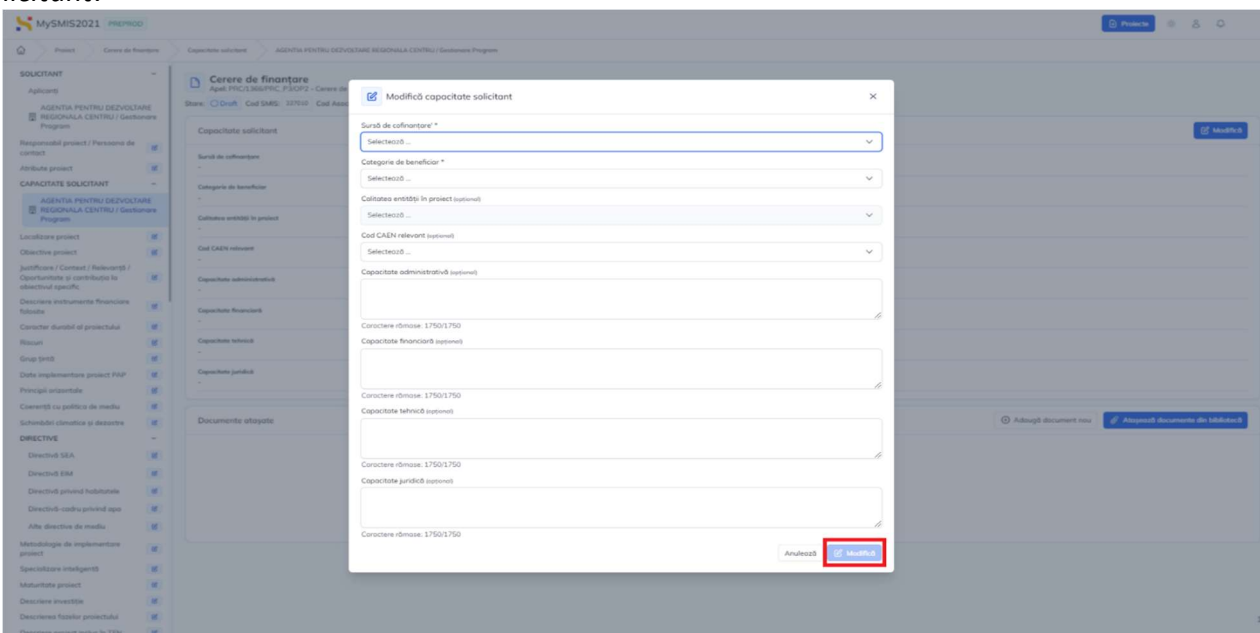 MySMIS2021 PREPROD
Proiecte
Proiect
Cerere de finanțare
Capacitate solicitant
AGENTIA PENTRU DEZVOLTARE REGIONALA CENTRU / Gestionare Program
SOLICITANT
Aplicanți
AGENTIA PENTRU DEZVOLTARE
REGIONALA CENTRU / Gestionare
Program
Responsabil proiect / Persoana de
contact
Atribute proiect
CAPACITATE SOLICITANT
AGENTIA PENTRU DEZVOLTARE
REGIONALA CENTRU / Gestionare
Program
Localizare proiect
Obiective proiect
Justificare / Context / Relevanță /
Oportunitate și contribuția la
obiectivul specific
Descriere instrumente financiare
folosite
Caracter durabil al proiectului
Riscuri
Grup țintă
Date implementare proiect PAP
Principii orizontale
Coerență cu politica de mediu
Schimbări climatice și dezastre
DIRECTIVE
Directivă SEA
Directivă EIM
Directivă privind habitatele
Directivă-cadru privind apa
Alte directive de mediu
Metodologie de implementare
proiect
Specializare inteligentă
Maturitate proiect
Descriere investiție
Descrierea fazelor proiectului
Cerere de finanțare
Stare: Draft Cod SMIS:
Capacitate solicitant
Modifică
Sursă de cofinanțare
-
Categorie de beneficiar
-
Calitatea entității în proiect
-
Cod CAEN relevant
-
Capacitate administrativă
-
Capacitate financiară
-
Capacitate tehnică
-
Capacitate juridică
-
Documente atașate
Adaugă document nou
Atașează documente din bibliotecă
Modifică capacitate solicitant
Sursă de cofinanțare' *
Selectează ...
Categorie de beneficiar *
Selectează ...
Calitatea entității în proiect (opțional)
Selectează ...
Cod CAEN relevant (opțional)
Selectează ...
Capacitate administrativă (opțional)
Caractere rămase: 1750/1750
Capacitate financiară (opțional)
Caractere rămase: 1750/1750
Capacitate tehnică (opțional)
Caractere rămase: 1750/1750
Capacitate juridică (opțional)
Caractere rămase: 1750/1750
Anulează
Modifică